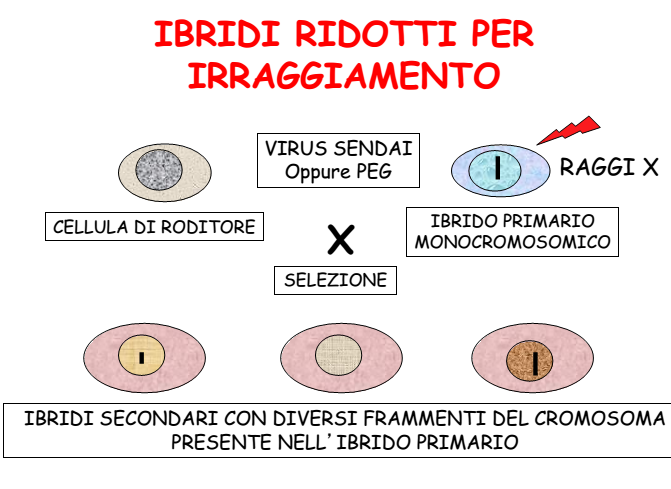 IBRIDI RIDOTTI PER
IRRAGGIAMENTO
VIRUS SENDAI
Oppure PEG
RAGGI X
CELLULA DI RODITORE
IBRIDO PRIMARIO
MONOCROMOSOMICO
X
SELEZIONE
IBRIDI SECONDARI CON DIVERSI FRAMMENTI DEL CROMOSOMA
PRESENTE NELL’IBRIDO PRIMARIO